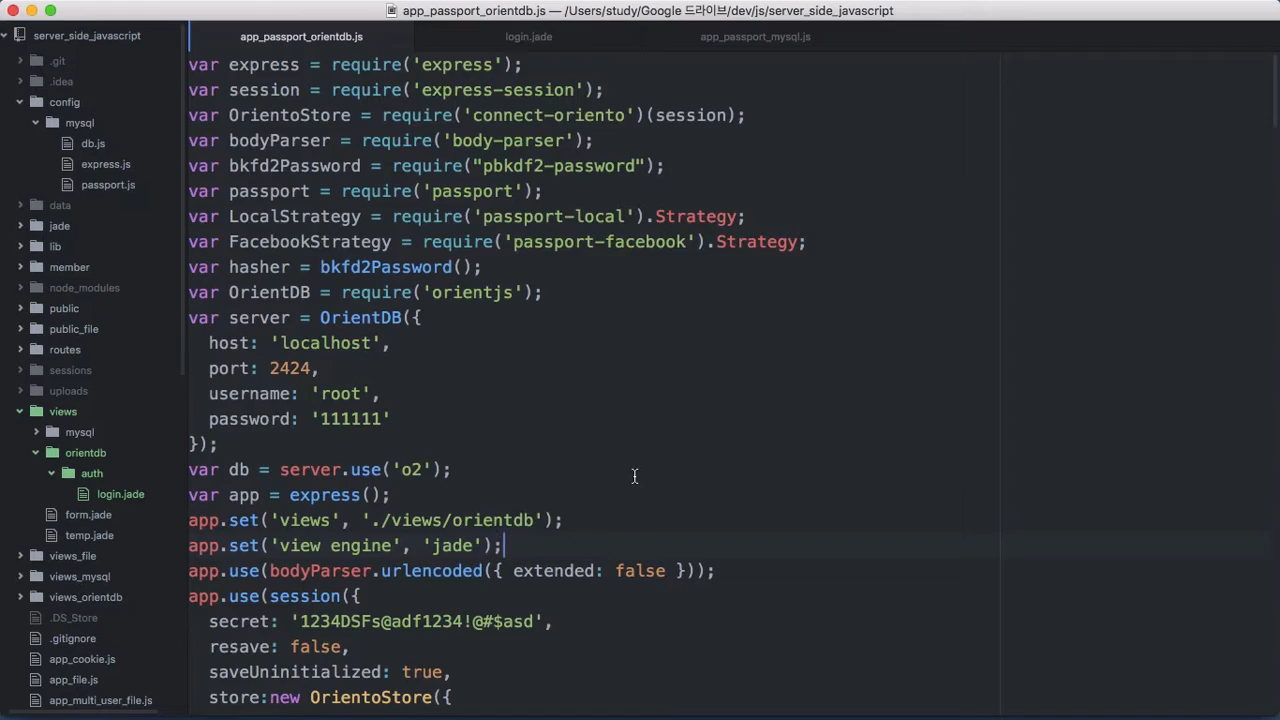 app_passport_orientdb.js — /Users/study/Google 드라이브/dev/js/server_side_javascript
server_side_javascript
.git
.idea
config
mysql
db.js
express.js
passport.js
data
jade
lib
member
node_modules
public
public_file
routes
sessions
uploads
views
mysql
orientdb
auth
login.jade
form.jade
temp.jade
views_file
views_mysql
views_orientdb
.DS_Store
.gitignore
app_cookie.js
app_file.js
app_multi_user_file.js
app_passport_orientdb.js
login.jade
app_passport_mysql.js
var express = require('express');
var session = require('express-session');
var OrientoStore = require('connect-oriento')(session);
var bodyParser = require('body-parser');
var bkfd2Password = require("pbkdf2-password");
var passport = require('passport');
var LocalStrategy = require('passport-local').Strategy;
var FacebookStrategy = require('passport-facebook').Strategy;
var hasher = bkfd2Password();
var OrientDB = require('orientjs');
var server = OrientDB({
host: 'localhost',
port: 2424,
username: 'root',
password: '111111'
});
var db = server.use('o2');
var app = express();
app.set('views', './views/orientdb');
app.set('view engine', 'jade');
app.use(bodyParser.urlencoded({ extended: false }));
app.use(session({
secret: '1234DSFs@adf1234!@#$asd',
resave: false,
saveUninitialized: true,
store:new OrientoStore({